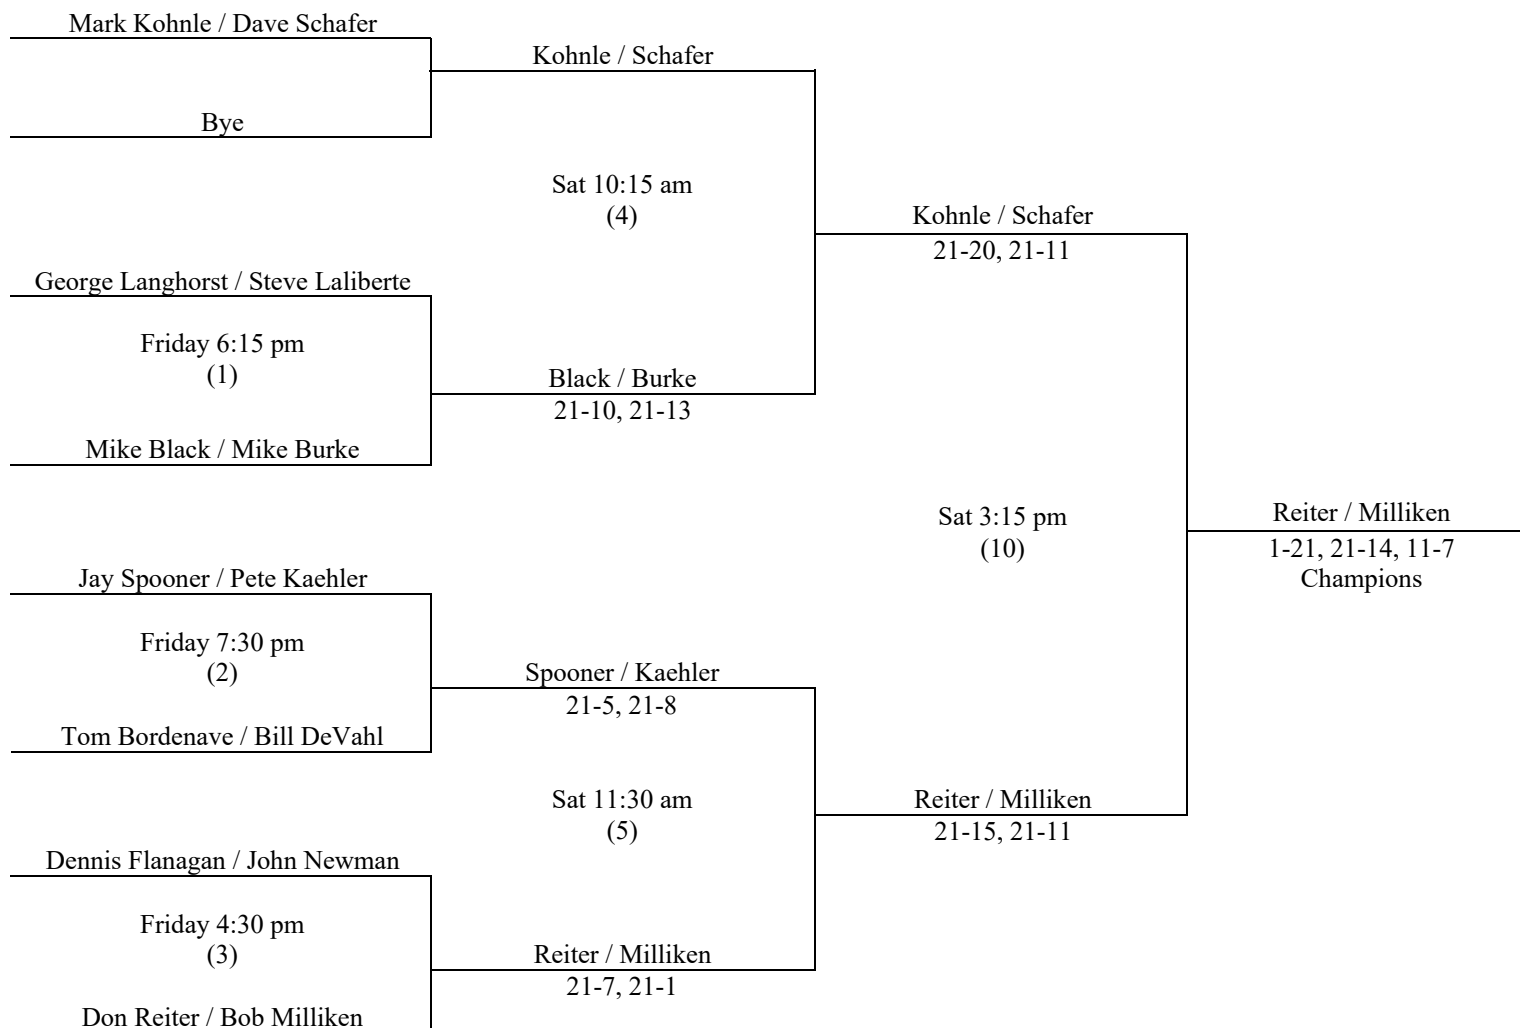 Mark Kohnle / Dave Schafer
Kohnle / Schafer
Bye
Sat 10:15 am
(4)
Kohnle / Schafer
21-20, 21-11
George Langhorst / Steve Laliberte
Friday 6:15 pm
(1)
Black / Burke
21-10, 21-13
Mike Black / Mike Burke
Sat 3:15 pm
(10)
Reiter / Milliken
1-21, 21-14, 11-7
Champions
Jay Spooner / Pete Kaehler
Friday 7:30 pm
(2)
Spooner / Kaehler
21-5, 21-8
Tom Bordenave / Bill DeVahl
Sat 11:30 am
(5)
Reiter / Milliken
21-15, 21-11
Dennis Flanagan / John Newman
Friday 4:30 pm
(3)
Reiter / Milliken
21-7, 21-1
Don Reiter / Bob Milliken